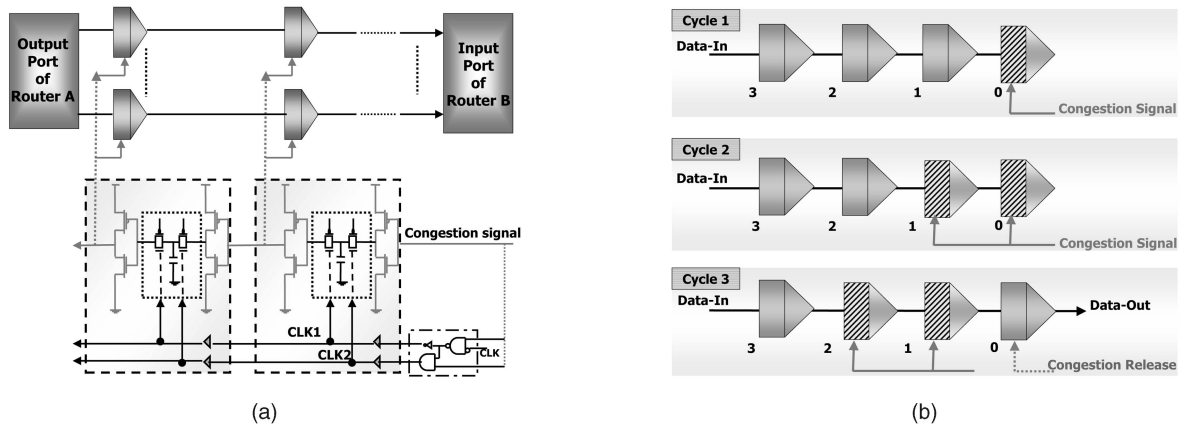 Output
Port
of
Router A
Input
Port
of
Router B
Congestion signal
CLK1
CLK2
CLK
(a)
Cycle 1
Data-In
3 2 1 0
Congestion Signal
Cycle 2
Data-In
3 2 1 0
Congestion Signal
Cycle 3
Data-In
Data-Out
3 2 1 0
Congestion Release
(b)